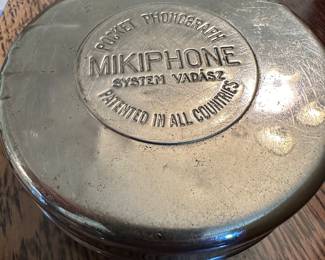 POCKET PHONOGRAPH
MIKIPHONE
SYSTEM VADÁSZ
PATENTED IN ALL COUNTRIES